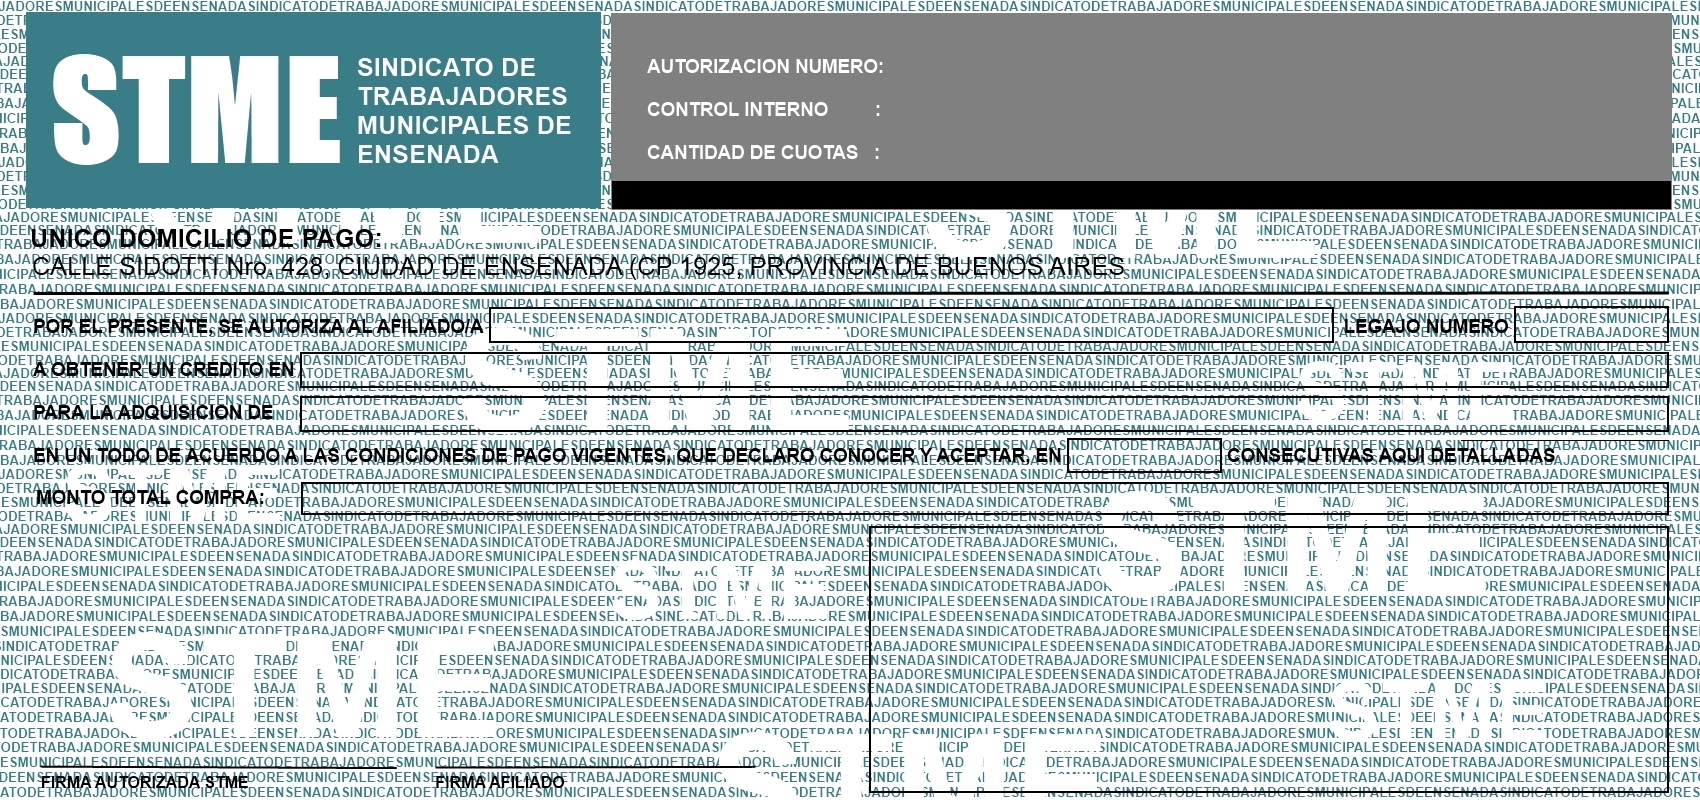 STME
SINDICATO DE
TRABAJADORES
MUNICIPALES DE
ENSENADA
AUTORIZACION NUMERO:
CONTROL INTERNO :
CANTIDAD DE CUOTAS :
UNICO DOMICILIO DE PAGO:
CALLE SIDOTTI Nro. 428, CIUDAD DE ENSENADA (CP 1925, PROVINCIA DE BUENOS AIRES
POR EL PRESENTE, SE AUTORIZA AL AFILIADO/A LEGAJO NUMERO
A OBTENER UN CREDITO EN
PARA LA ADQUISICION DE
EN UN TODO DE ACUERDO A LAS CONDICIONES DE PAGO VIGENTES, QUE DECLARO CONOCER Y ACEPTAR, EN CONSECUTIVAS AQUI DETALLADAS
MONTO TOTAL COMPRA:
FIRMA AUTORIZADA STME FIRMA AFILIADO